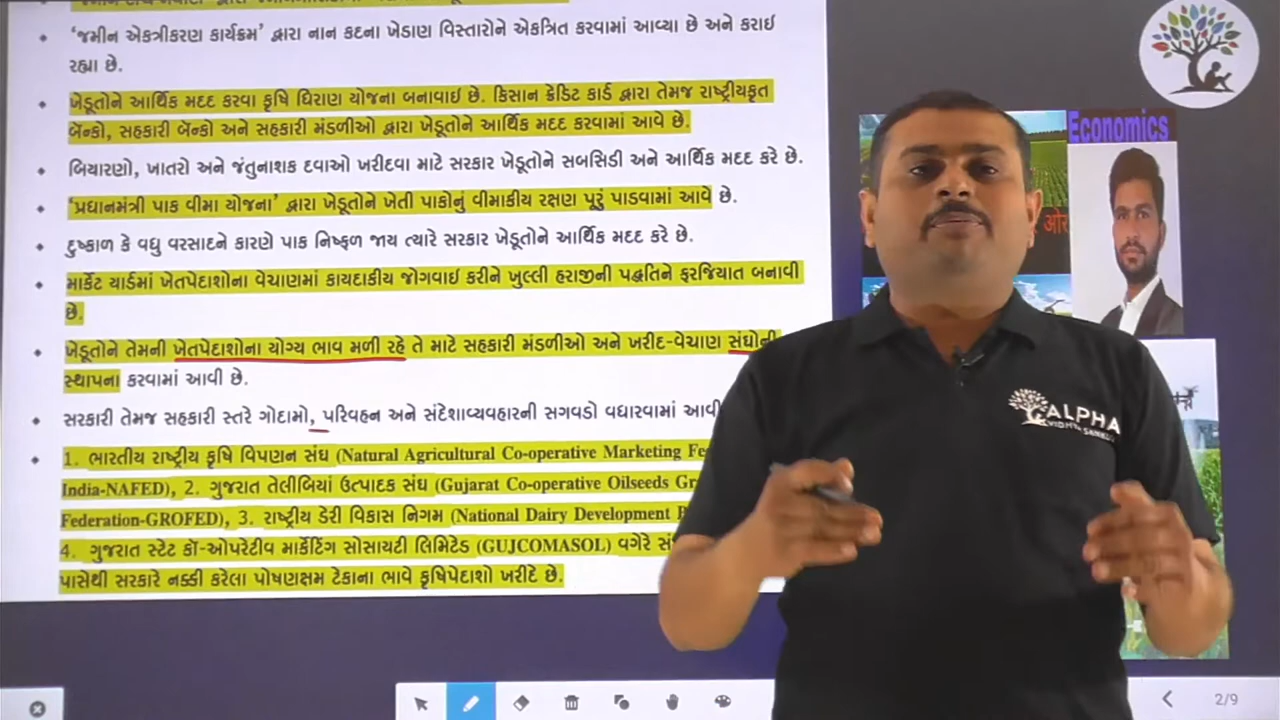 'જમીન એકત્રીકરણ કાર્યક્રમ' દ્વારા નાન કદના ખેડાણ વિસ્તારોને એકત્રિત કરવામાં આવ્યા છે અને કરાઈ
રહ્યા છે.
ખેડૂતોને આર્થિક મદદ કરવા કૃષિ ધિરાણ યોજના બનાવાઈ છે. કિસાન ક્રેડિટ કાર્ડ દ્વારા તેમજ રાષ્ટ્રીયકૃત
બૅન્કો, સહકારી બૅન્કો અને સહકારી મંડળીઓ દ્વારા ખેડૂતોને આર્થિક મદદ કરવામાં આવે છે.
બિયારણો, ખાતરો અને જંતુનાશક દવાઓ ખરીદવા માટે સરકાર ખેડૂતોને સબસિડી અને આર્થિક મદદ કરે છે.
'પ્રધાનમંત્રી પાક વીમા યોજના' દ્વારા ખેડૂતોને ખેતી પાકોનું વીમાકીય રક્ષણ પૂરું પાડવામાં આવે છે.
દુષ્કાળ કે વધુ વરસાદને કારણે પાક નિષ્ફળ જાય ત્યારે સરકાર ખેડૂતોને આર્થિક મદદ કરે છે.
માર્કેટ યાર્ડમાં ખેતપેદાશોના વેચાણમાં કાયદાકીય જોગવાઈ કરીને ખુલ્લી હરાજીની પદ્ધતિને ફરજિયાત બનાવી
છે.
ખેડૂતોને તેમની ખેતપેદાશોના યોગ્ય ભાવ મળી રહે તે માટે સહકારી મંડળીઓ અને ખરીદ-વેચાણ સંઘોની
સ્થાપના કરવામાં આવી છે.
સરકારી તેમજ સહકારી સ્તરે ગોદામો, પરિવહન અને સંદેશાવ્યવહારની સગવડો વધારવામાં આવી
1. ભારતીય રાષ્ટ્રીય કૃષિ વિપણન સંઘ (Natural Agricultural Co-operative Marketing
India-NAFED), 2. ગુજરાત તેલીબિયાં ઉત્પાદક સંઘ (Gujarat Co-operative Oilseeds
Federation-GROFED), 3. રાષ્ટ્રીય ડેરી વિકાસ નિગમ (National Dairy Development
4. ગુજરાત સ્ટેટ કૉ-ઓપરેટીવ માર્કેટિંગ સોસાયટી લિમિટેડ (GUJCOMASOL) વગેરે
પાસેથી સરકારે નક્કી કરેલા પોષણક્ષમ ટેકાના ભાવે કૃષિપેદાશો ખરીદે છે.
Economics
और
ALPHA
2/9